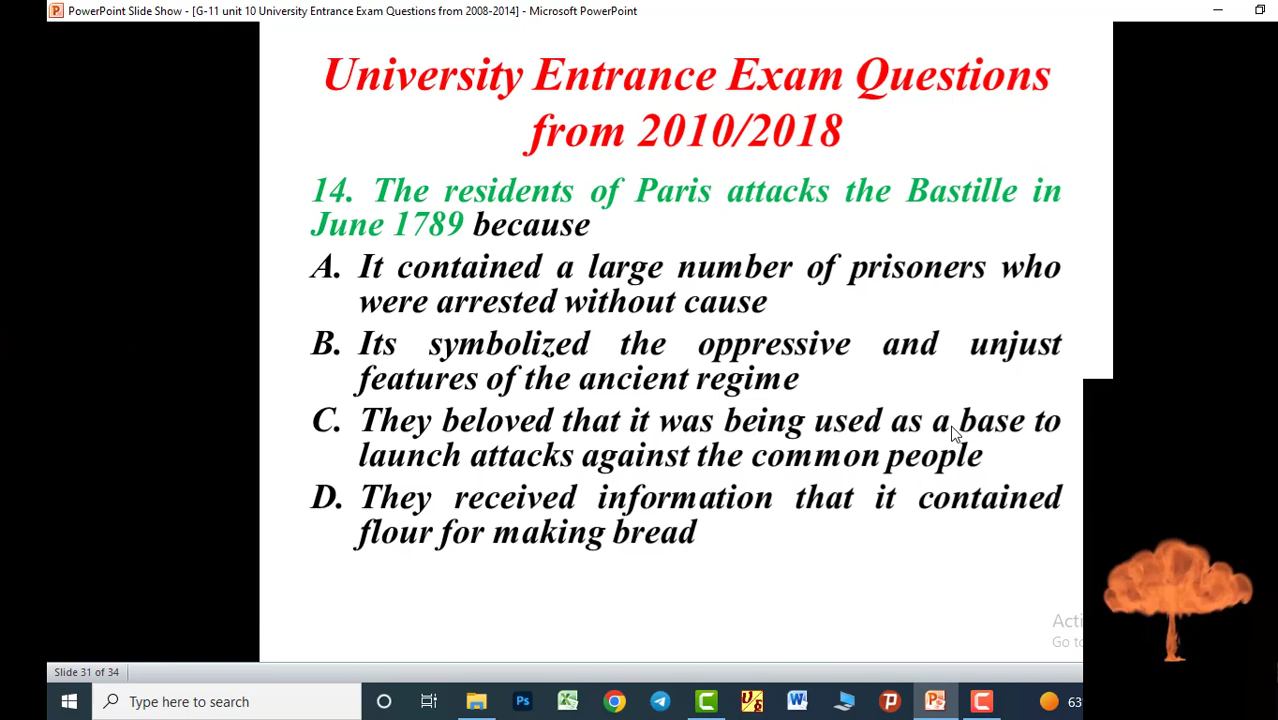 PowerPoint Slide Show - [G-11 unit 10 University Entrance Exam Questions from 2008-2014] - Microsoft PowerPoint
University Entrance Exam Questions
from 2010/2018
14. The residents of Paris attacks the Bastille in
June 1789 because
A. It contained a large number of prisoners who
were arrested without cause
B. Its symbolized the oppressive and unjust
features of the ancient regime
C. They beloved that it was being used as a base to
launch attacks against the common people
D. They received information that it contained
flour for making bread
Acti
Go to
Slide 31 of 34
Type here to search
63